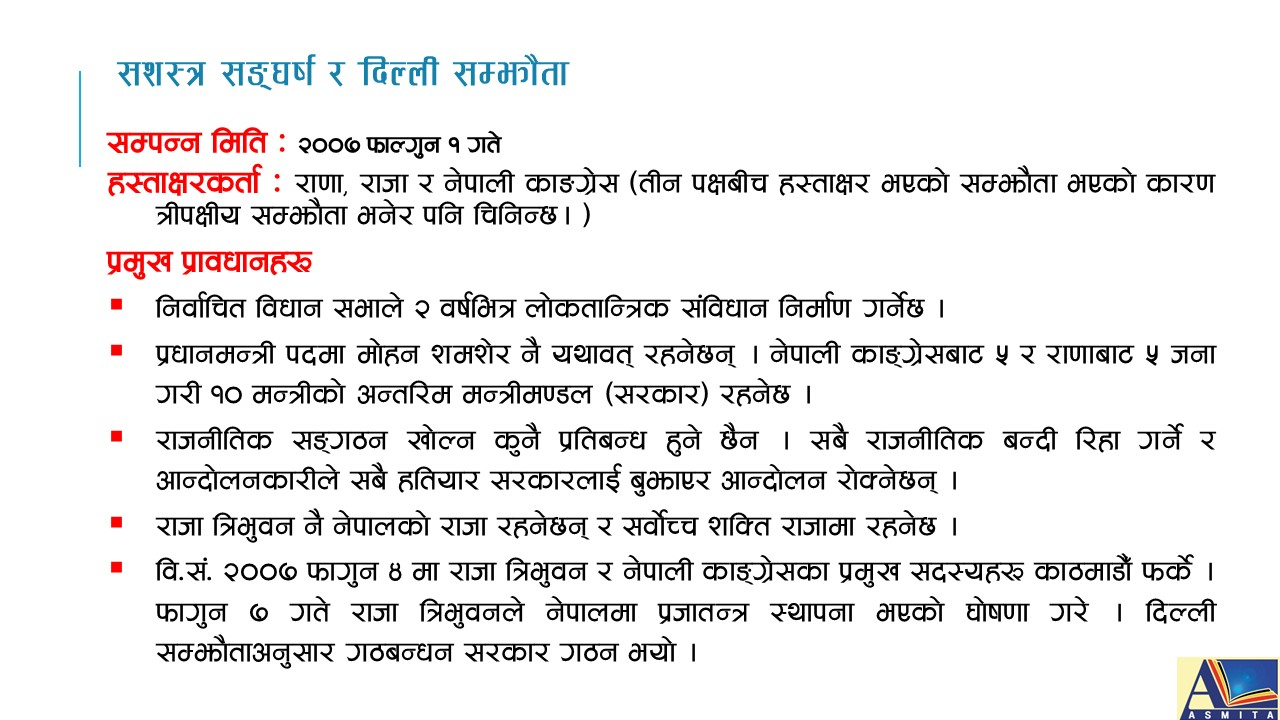 सशस्त्र सङ्घर्ष र दिल्ली सम्झौता
सम्पन्न मिति : २००७ फाल्गुन १ गते
हस्ताक्षरकर्ता : राणा, राजा र नेपाली काङग्रेस (तीन पक्षबीच हस्ताक्षर भएको सम्झौता भएको कारण
त्रीपक्षीय सम्झौता भनेर पनि चिनिन्छ। )
प्रमुख प्रावधानहरू
▪ निर्वाचित विधान सभाले २ वर्षभित्र लोकतान्त्रिक संविधान निर्माण गर्नेछ ।
▪ प्रधानमन्त्री पदमा मोहन शमशेर नै यथावत् रहनेछन् । नेपाली काङ्ग्रेसबाट ५ र राणाबाट ५ जना
गरी १० मन्त्रीको अन्तरिम मन्त्रीमण्डल (सरकार) रहनेछ ।
▪ राजनीतिक सङ्गठन खोल्न कुनै प्रतिबन्ध हुने छैन । सबै राजनीतिक बन्दी रिहा गर्ने र
आन्दोलनकारीले सबै हतियार सरकारलाई बुझाएर आन्दोलन रोक्नेछन् ।
▪ राजा त्रिभुवन नै नेपालको राजा रहनेछन् र सर्वोच्च शक्ति राजामा रहनेछ ।
▪ वि.सं. २००७ फागुन ४ मा राजा त्रिभुवन र नेपाली काङ्ग्रेसका प्रमुख सदस्यहरू काठमाडौँ फर्के ।
फागुन ७ गते राजा त्रिभुवनले नेपालमा प्रजातन्त्र स्थापना भएको घोषणा गरे । दिल्ली
सम्झौताअनुसार गठबन्धन सरकार गठन भयो ।
ASMITA